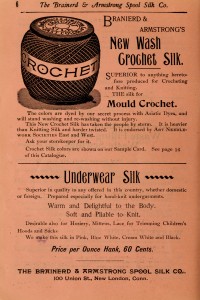 6 The Brainerd & Armstrong Spool Silk Co.
BRAINERD &
ARMSTRONG'S
New Wash
Crochet Silk.
CROCHET
SUPERIOR to anything hereto-
fore produced for Crocheting
and Knitting.
THE silk for
Mould Crochet.
The colors are dyed by our secret process with Asiatic Dyes, and
will stand washing and re-washing without injury.
This New Crochet Silk has taken the people by storm. It is heavier
than Knitting Silk and harder twisted. It is endorsed by ART NEEDLE-
WORK SOCIETIES East and West.
Ask your storekeeper for it.
Crochet Silk colors are shown on our Sample Card. See page
of this Catalogue.
Underwear Silk
Superior in quality to any offered in this country, whether domestic
or foreign. Prepared especially for hand-knit undergarments.
Warm and Delightful to the Body.
Soft and Pliable to Knit.
Desirable also for Hosiery, Mittens, Lace for Trimming Children's
Hoods and Sacks
We make this silk in Pink, Blue White, Cream White and Black.
Price per Ounce Hank, 60 Cents.
THE BRAINERD & ARMSTRONG SPOOL SILK CO.,
100 Union St., New London, Conn.